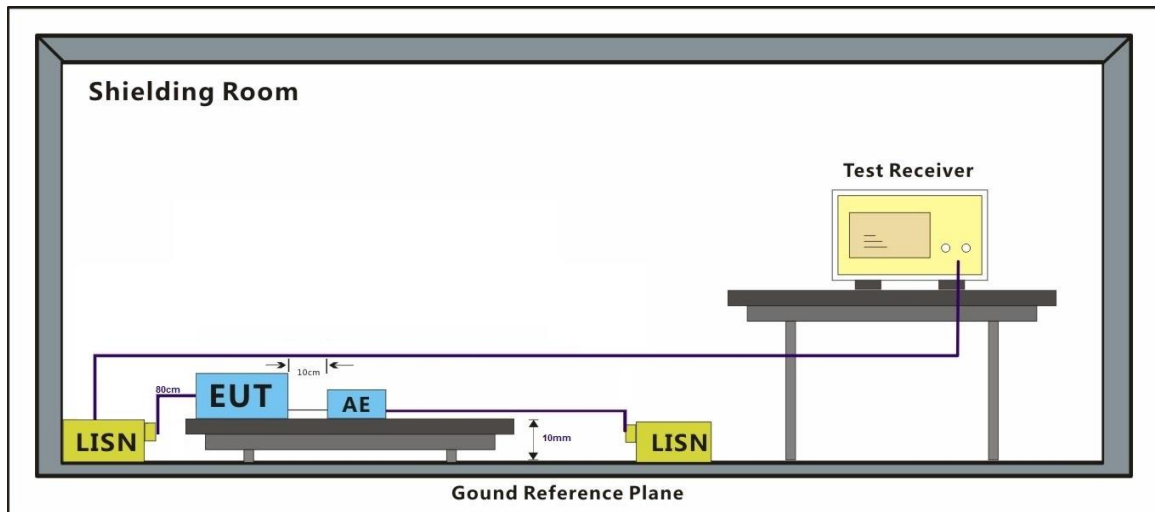 Shielding Room
Test Receiver
10cm
80cm
EUT
AE
10mm
LISN
LISN
Gound Reference Plane